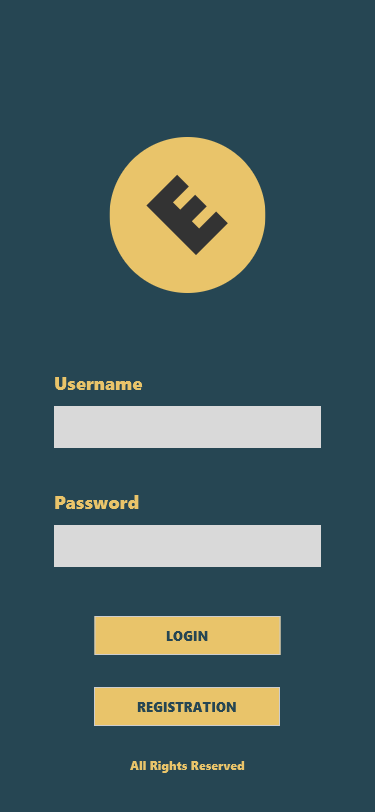 E
Username
Password
LOGIN
REGISTRATION
All Rights Reserved